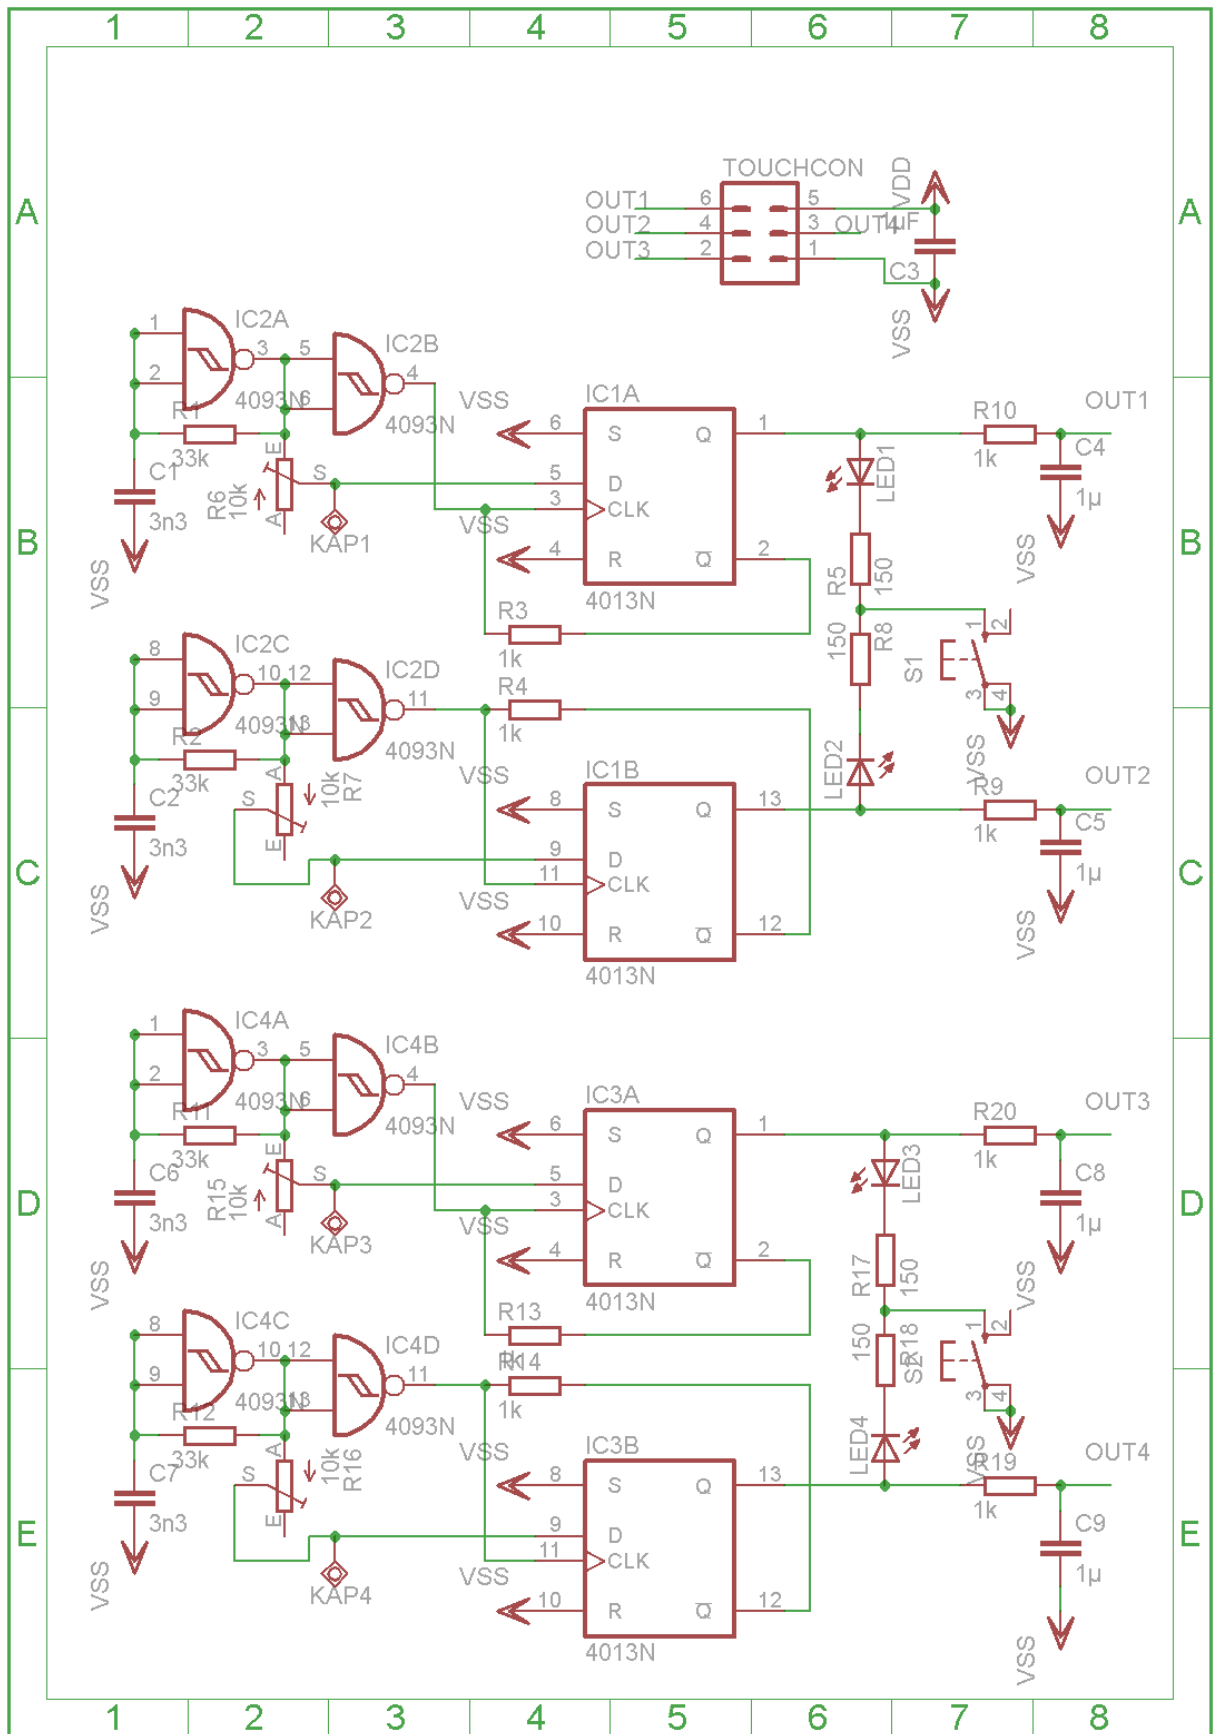 1 2 3 4 5 6 7 8
A A
TOUCHCON
VDD
OUT1 6 5
OUT2 4 3 OUT4 1µF
OUT3 2 1
C3
VSS
1 IC2A 3 5 IC2B 4
2 4093N 6 4093N
R1 33k
C1 3n3
VSS
E S A
R6 10k
KAP1
VSS IC1A
6 S Q 1
5 D
3 CLK
VSS
4 R Q 2
4013N
R3
1k
LED1
R5 150
150 R8
LED2
S1 1 2 3 4
VSS
R10
1k
OUT1
C4
1µ
VSS
B B
8 IC2C 10 12 IC2D 11
9 4093N 13 4093N
R2 33k
C2 3n3
VSS
A S E
10k R7
KAP2
R4
1k
VSS IC1B
8 S Q 13
9 D
11 CLK
VSS
10 R Q 12
4013N
R9
1k
OUT2
C5
1µ
VSS
C C
1 IC4A 3 5 IC4B 4
2 4093N 6 4093N
R11 33k
C6 3n3
VSS
E S A
R15 10k
KAP3
VSS IC3A
6 S Q 1
5 D
3 CLK
VSS
4 R Q 2
4013N
R13
1k
LED3
R17 150
150 R18
LED4
S2 1 2 3 4
VSS
R20
1k
OUT3
C8
1µ
VSS
D D
8 IC4C 10 12 IC4D 11
9 4093N 13 4093N
R12 33k
C7 3n3
VSS
A S E
10k R16
KAP4
R14
1k
VSS IC3B
8 S Q 13
9 D
11 CLK
VSS
10 R Q 12
4013N
R19
1k
OUT4
C9
1µ
VSS
E E
1 2 3 4 5 6 7 8